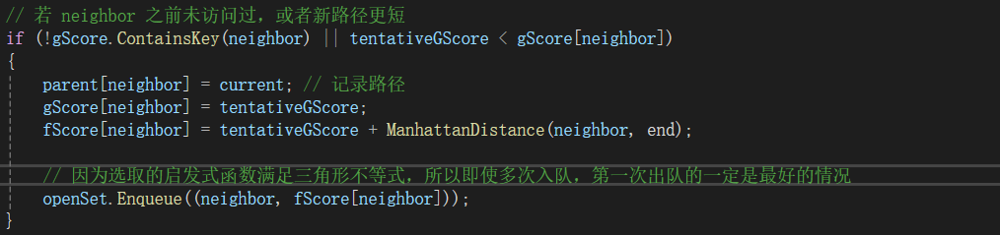 // 若 neighbor 之前未访问过，或者新路径更短
if (!gScore.ContainsKey(neighbor) || tentativeGScore < gScore[neighbor])
{
parent[neighbor] = current; // 记录路径
gScore[neighbor] = tentativeGScore;
fScore[neighbor] = tentativeGScore + ManhattanDistance(neighbor, end);
// 因为选取的启发式函数满足三角形不等式，所以即使多次入队，第一次出队的一定是最好的情况
openSet.Enqueue((neighbor, fScore[neighbor]));
}